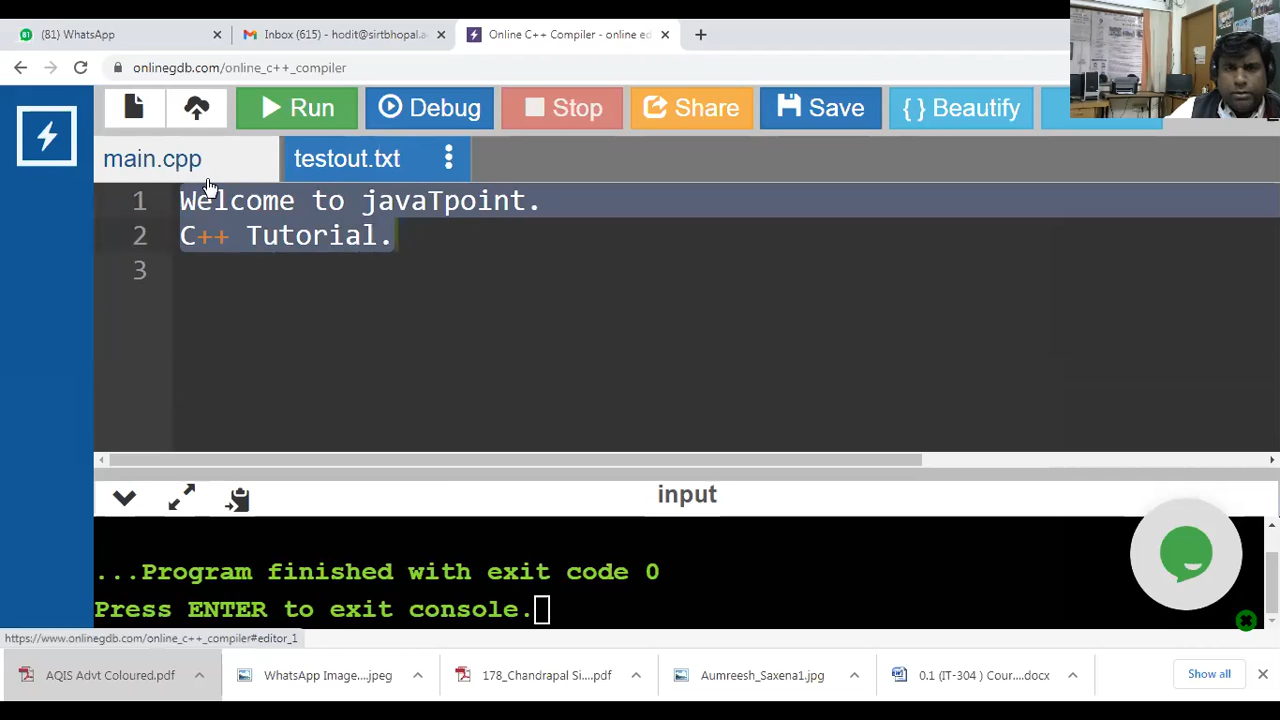 (81) WhatsApp
Inbox (615) - hodit@sirtbhopal.
Online C++ Compiler - online ed
onlinegdb.com/online_c++_compiler
Run
Debug
Stop
Share
Save
{ } Beautify
main.cpp
testout.txt
1 Welcome to javaTpoint.
2 C++ Tutorial.
3
input
...Program finished with exit code 0
Press ENTER to exit console.
https://www.onlinegdb.com/online_c++_compiler#editor_1
AQIS Advt Coloured.pdf
WhatsApp Image....jpeg
178_Chandrapal Si....pdf
Aumreesh_Saxena1.jpg
0.1 (IT-304 ) Cour....docx
Show all